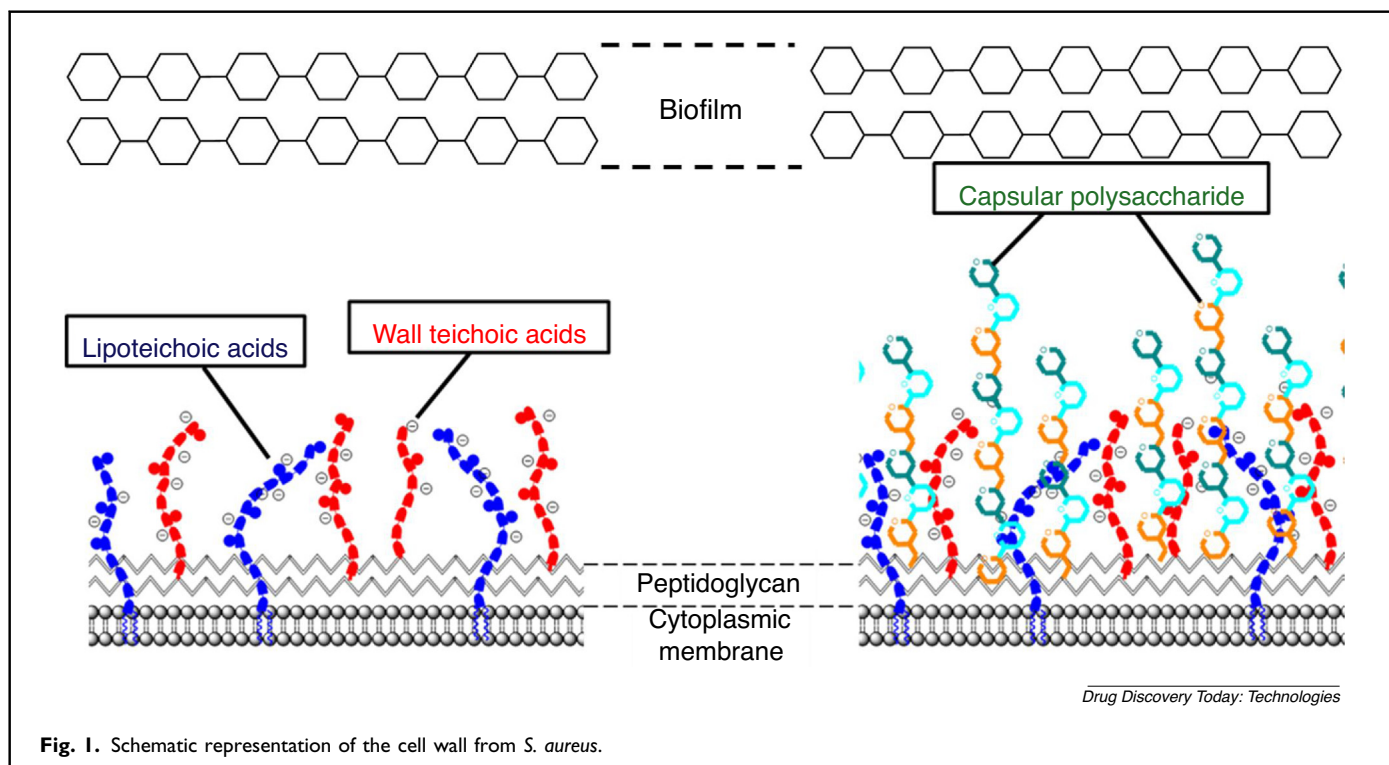 Biofilm
Capsular polysaccharide
Lipoteichoic acids
Wall teichoic acids
Peptidoglycan
Cytoplasmic
membrane
Drug Discovery Today: Technologies
Fig. 1. Schematic representation of the cell wall from S. aureus.